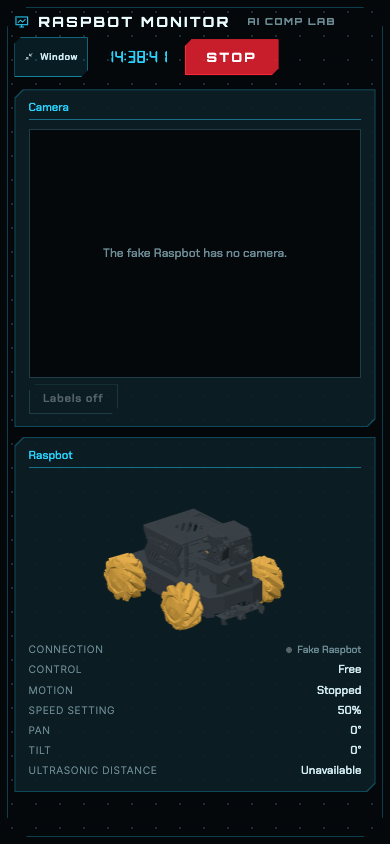 RASPBOT MONITOR AI COMP LAB
Window 14:38:41 STOP
Camera
The fake Raspbot has no camera.
Labels off
Raspbot
CONNECTION Fake Raspbot
CONTROL Free
MOTION Stopped
SPEED SETTING 50%
PAN 0°
TILT 0°
ULTRASONIC DISTANCE Unavailable